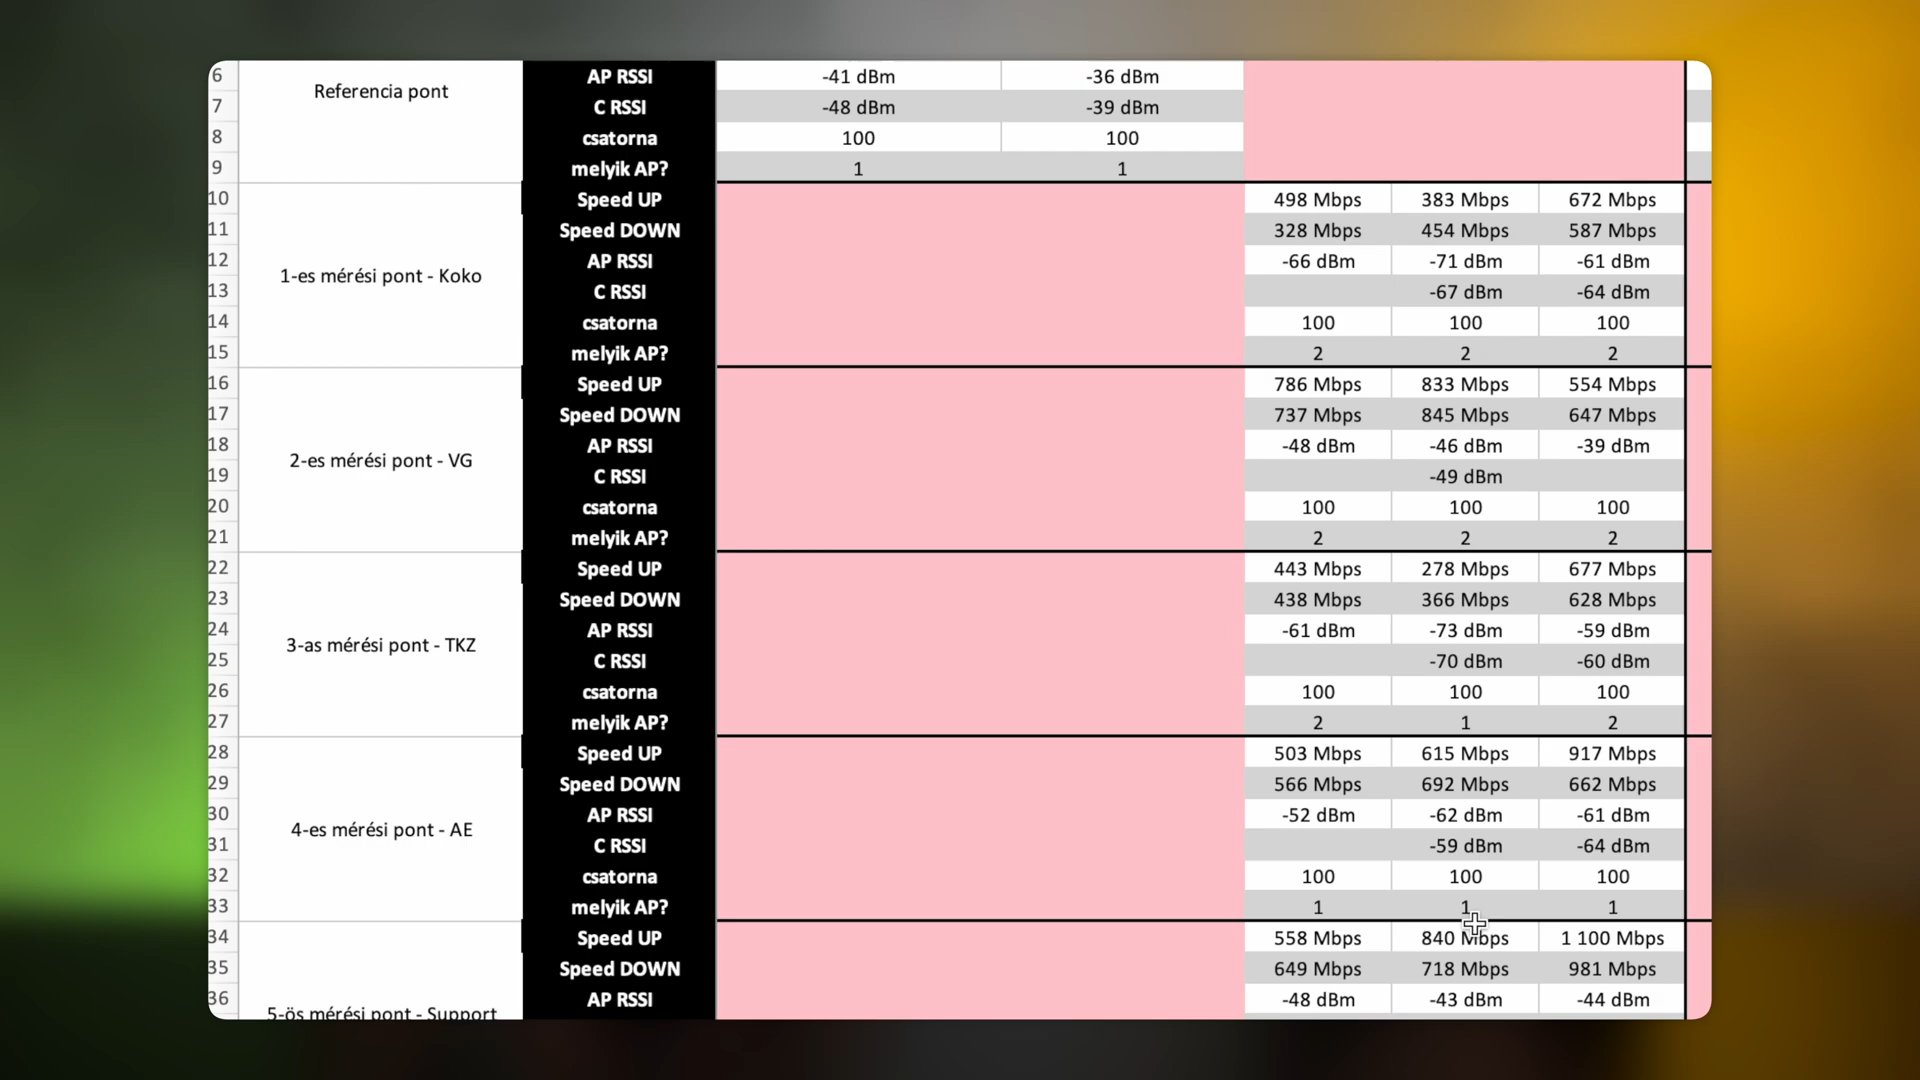 6 Referencia pont AP RSSI -41 dBm -36 dBm
7 C RSSI -48 dBm -39 dBm
8 csatorna 100 100
9 melyik AP? 1 1
10 Speed UP 498 Mbps 383 Mbps 672 Mbps
11 Speed DOWN 328 Mbps 454 Mbps 587 Mbps
12 1-es mérési pont - Koko AP RSSI -66 dBm -71 dBm -61 dBm
13 C RSSI -67 dBm -64 dBm
14 csatorna 100 100 100
15 melyik AP? 2 2 2
16 Speed UP 786 Mbps 833 Mbps 554 Mbps
17 Speed DOWN 737 Mbps 845 Mbps 647 Mbps
18 2-es mérési pont - VG AP RSSI -48 dBm -46 dBm -39 dBm
19 C RSSI -49 dBm
20 csatorna 100 100 100
21 melyik AP? 2 2 2
22 Speed UP 443 Mbps 278 Mbps 677 Mbps
23 Speed DOWN 438 Mbps 366 Mbps 628 Mbps
24 3-as mérési pont - TKZ AP RSSI -61 dBm -73 dBm -59 dBm
25 C RSSI -70 dBm -60 dBm
26 csatorna 100 100 100
27 melyik AP? 2 1 2
28 Speed UP 503 Mbps 615 Mbps 917 Mbps
29 Speed DOWN 566 Mbps 692 Mbps 662 Mbps
30 4-es mérési pont - AE AP RSSI -52 dBm -62 dBm -61 dBm
31 C RSSI -59 dBm -64 dBm
32 csatorna 100 100 100
33 melyik AP? 1 1 1
34 Speed UP 558 Mbps 840 Mbps 1 100 Mbps
35 Speed DOWN 649 Mbps 718 Mbps 981 Mbps
36 5-ös mérési pont - Support AP RSSI -48 dBm -43 dBm -44 dBm